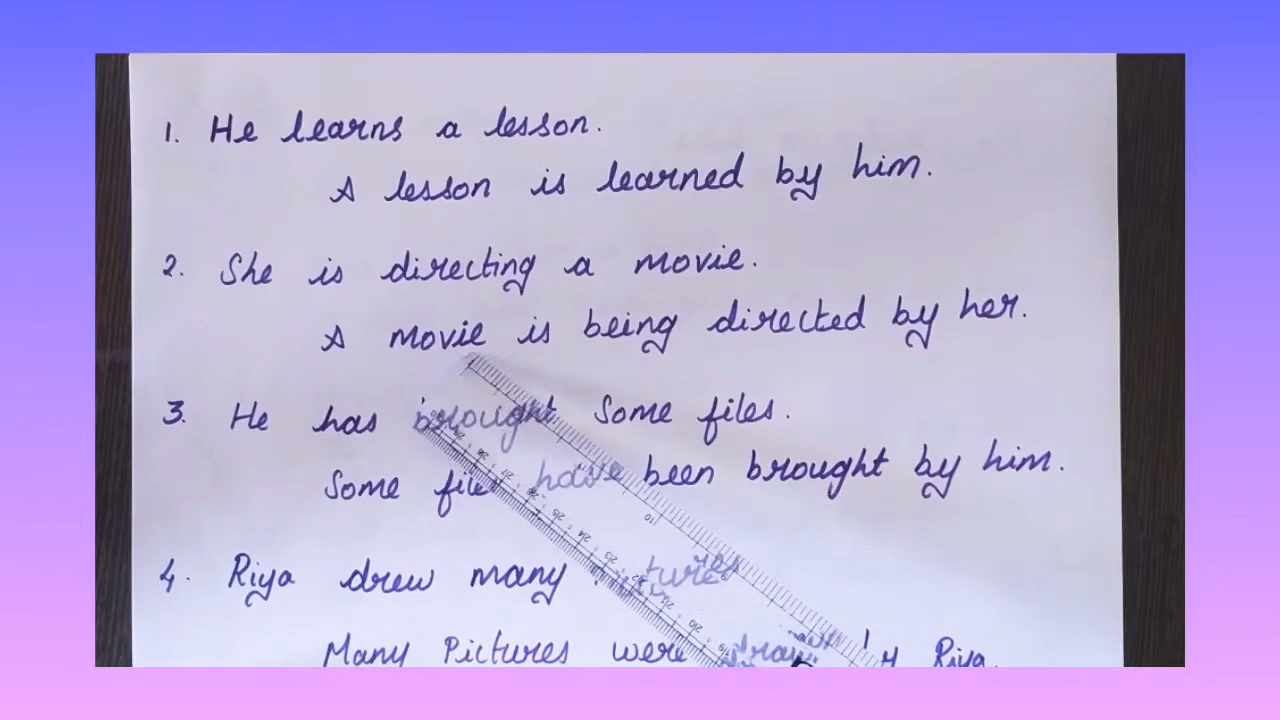 1. He learns a lesson.
A lesson is learned by him.
2. She is directing a movie.
A movie is being directed by her.
3. He has brought some files.
Some files have been brought by him.
4. Riya drew many
Many Pictures were Riya.